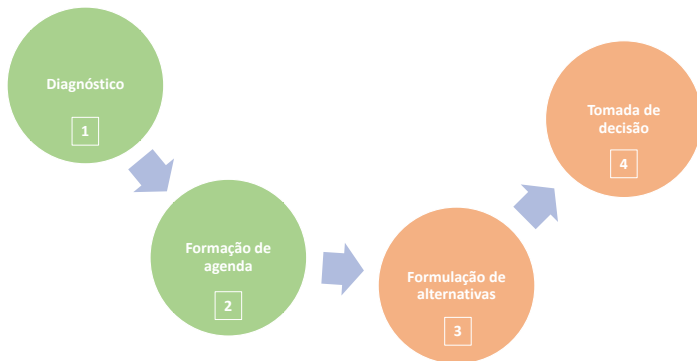 Diagnóstico
1
Formação de
agenda
2
Formulação de
alternativas
3
Tomada de
decisão
4